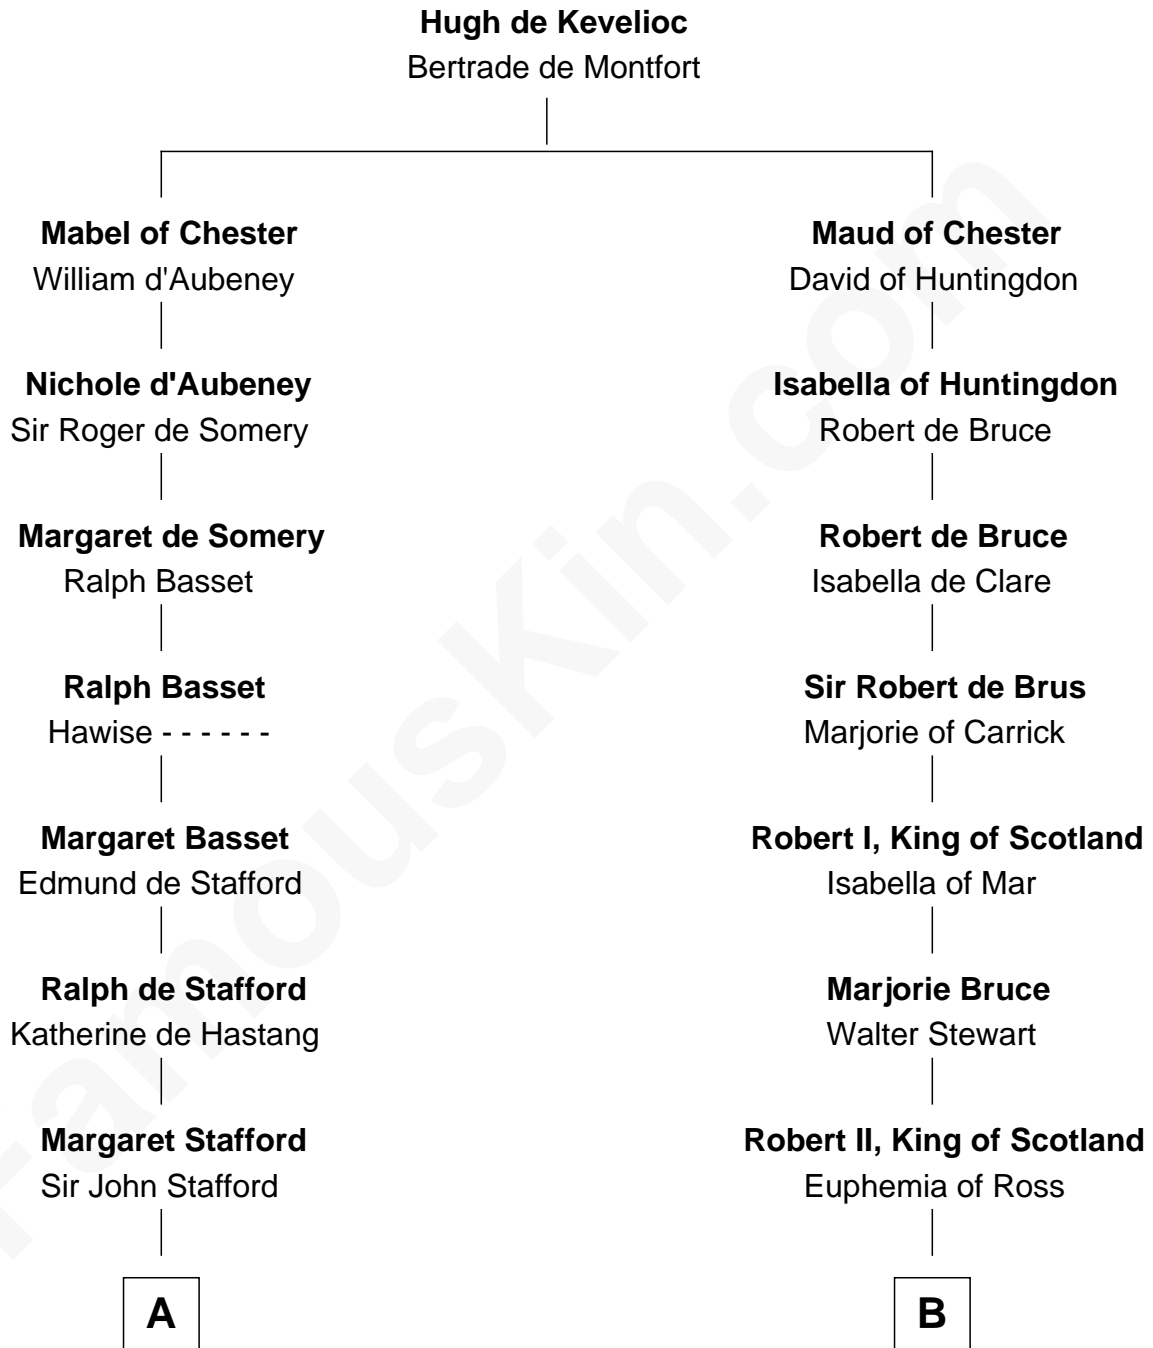 Hugh de Kevelioc
Bertrade de Montfort
Mabel of Chester
William d'Aubeney
Maud of Chester
David of Huntingdon
Nichole d'Aubeney
Sir Roger de Somery
Isabella of Huntingdon
Robert de Bruce
Margaret de Somery
Ralph Basset
Robert de Bruce
Isabella de Clare
Ralph Basset
Hawise - - - - - -
Sir Robert de Brus
Marjorie of Carrick
Margaret Basset
Edmund de Stafford
Robert I, King of Scotland
Isabella of Mar
Ralph de Stafford
Katherine de Hastang
Marjorie Bruce
Walter Stewart
Margaret Stafford
Sir John Stafford
Robert II, King of Scotland
Euphemia of Ross
A
B
FamousKin.com